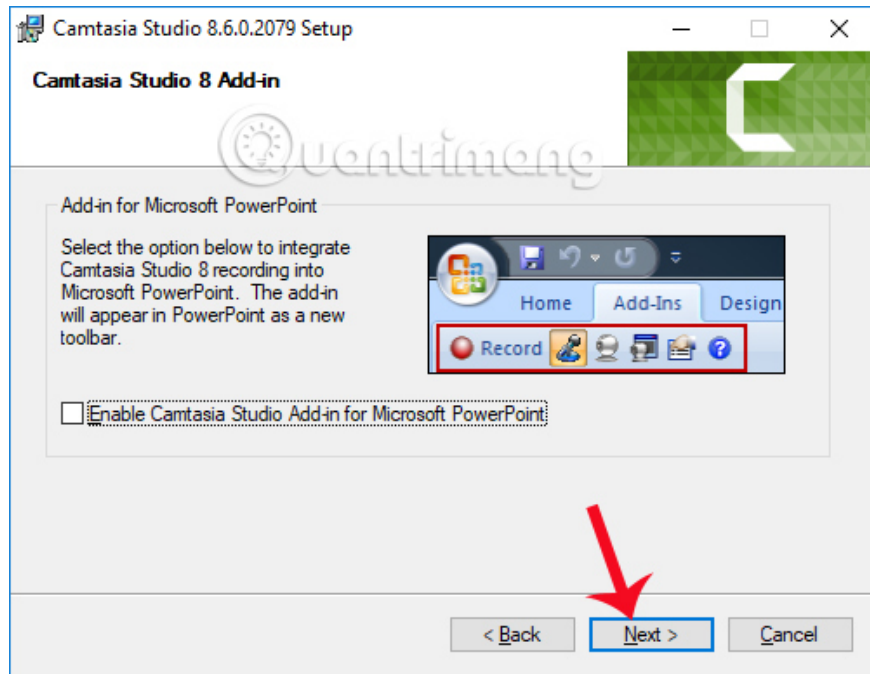 Camtasia Studio 8.6.0.2079 Setup
Camtasia Studio 8 Add-in
Quantrimang
Add-in for Microsoft PowerPoint
Select the option below to integrate
Camtasia Studio 8 recording into
Microsoft PowerPoint. The add-in
will appear in PowerPoint as a new
toolbar.
Home Add-Ins Design
Record
Enable Camtasia Studio Add-in for Microsoft PowerPoint
< Back Next > Cancel